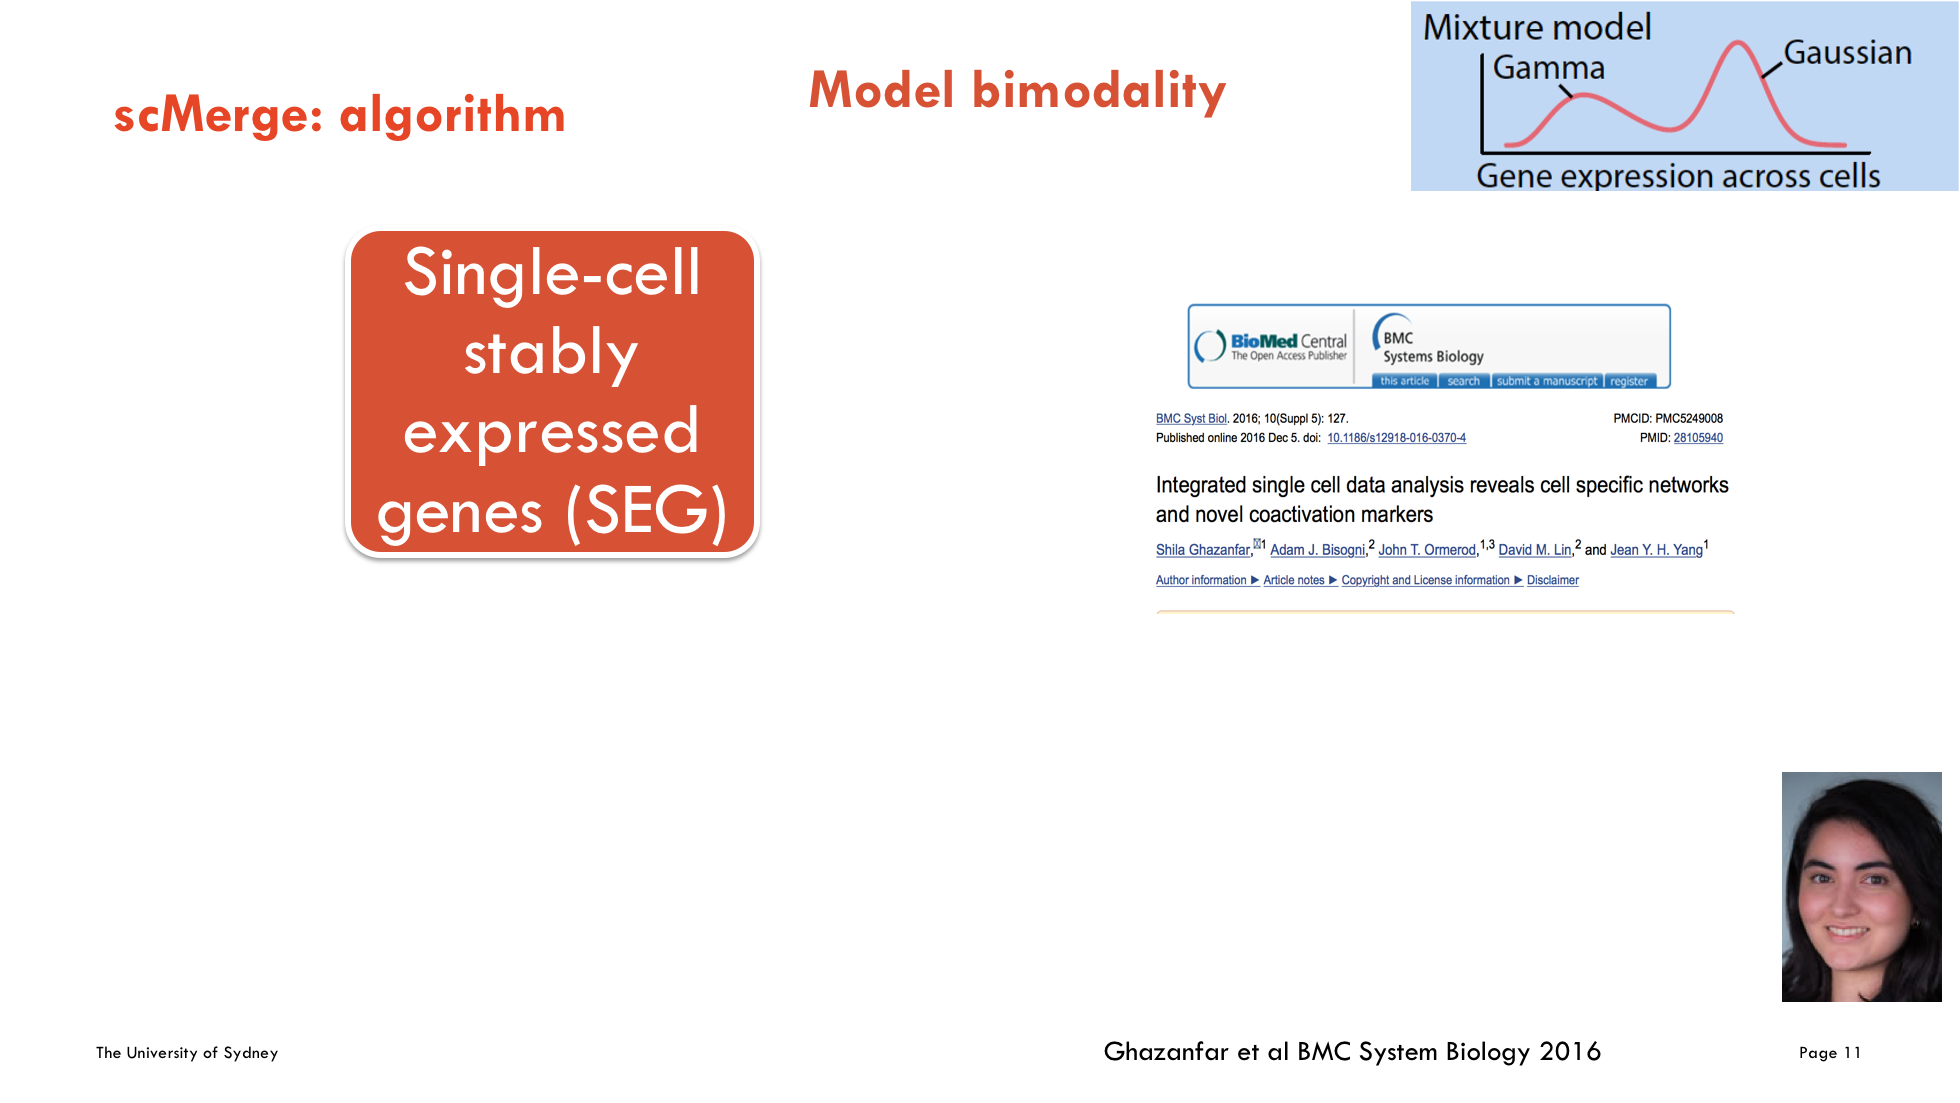 scMerge: algorithm
Model bimodality
Mixture model
Gamma
Gaussian
Gene expression across cells
Single-cell
stably
expressed
genes (SEG)
BioMed Central
The Open Access Publisher
BMC
Systems Biology
this article search submit a manuscript register
BMC Syst Biol. 2016; 10(Suppl 5): 127. PMCID: PMC5249008
Published online 2016 Dec 5. doi: 10.1186/s12918-016-0370-4 PMID: 28105940
Integrated single cell data analysis reveals cell specific networks
and novel coactivation markers
Shila Ghazanfar,1 Adam J. Bisogni,2 John T. Ormerod,1,3 David M. Lin,2 and Jean Y. H. Yang1
Author information ▶ Article notes ▶ Copyright and License information ▶ Disclaimer
The University of Sydney
Ghazanfar et al BMC System Biology 2016
Page 11